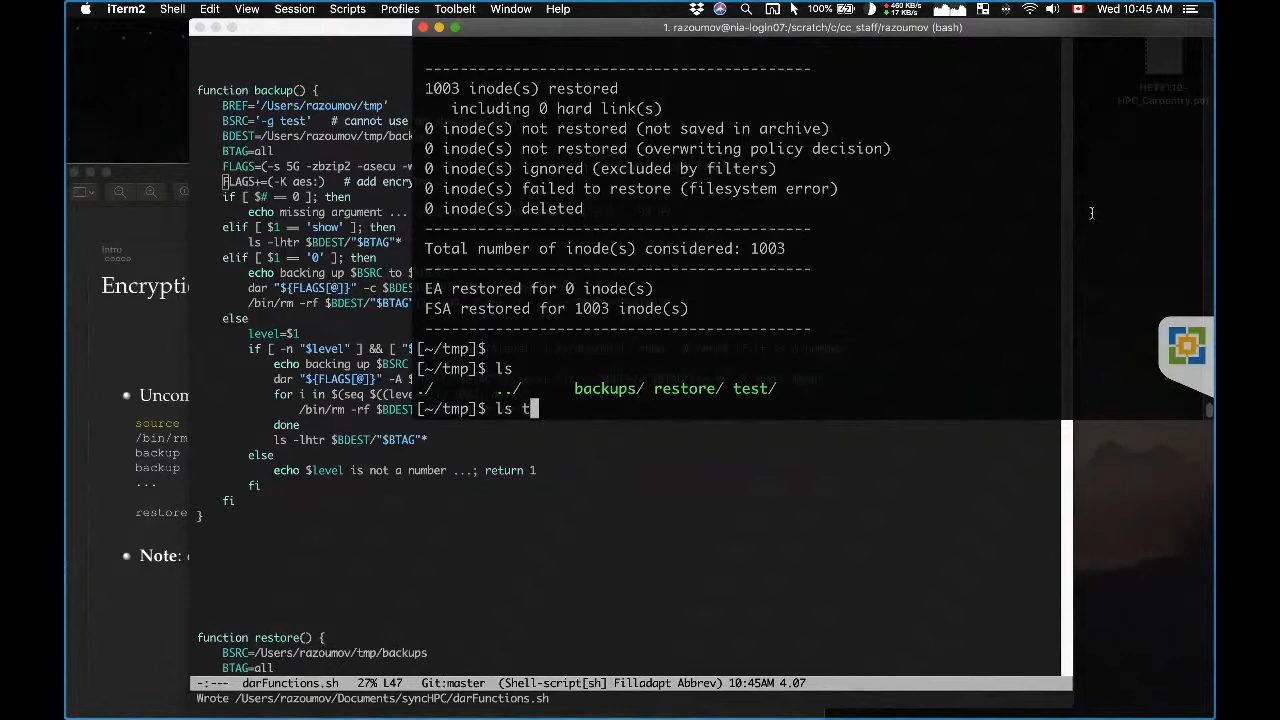 iTerm2 Shell Edit View Session Scripts Profiles Toolbelt Window Help 100% 460 KB/s 17 KB/s Wed 10:45 AM
1. razoumov@nia-login07:/scratch/c/cc_staff/razoumov (bash)
------------------------------------------
1003 inode(s) restored
including 0 hard link(s)
0 inode(s) not restored (not saved in archive)
0 inode(s) not restored (overwriting policy decision)
0 inode(s) ignored (excluded by filters)
0 inode(s) failed to restore (filesystem error)
0 inode(s) deleted
------------------------------------------
Total number of inode(s) considered: 1003
------------------------------------------
EA restored for 0 inode(s)
FSA restored for 1003 inode(s)
------------------------------------------
[~/tmp]$
[~/tmp]$ ls
./ ../ backups/ restore/ test/
[~/tmp]$ ls t
function backup() {
BREF='/Users/razoumov/tmp'
BSRC='-g test' # cannot use
BDEST=/Users/razoumov/tmp/back
BTAG=all
FLAGS=(-s 5G -zbzip2 -asecu -w
FLAGS+=(-K aes:) # add encry
if [ $# == 0 ]; then
echo missing argument ...
elif [ $1 == 'show' ]; then
ls -lhtr $BDEST/"$BTAG"*
elif [ $1 == '0' ]; then
echo backing up $BSRC to $
dar "${FLAGS[@]}" -c $BDES
/bin/rm -rf $BDEST/"$BTAG"
else
level=$1
if [ -n "$level" ] && [ "$
echo backing up $BSRC
dar "${FLAGS[@]}" -A $
for i in $(seq $((leve
/bin/rm -rf $BDEST
done
ls -lhtr $BDEST/"$BTAG"*
else
echo $level is not a number ...; return 1
fi
fi
}
function restore() {
BSRC=/Users/razoumov/tmp/backups
BTAG=all
-:--- darFunctions.sh 27% L47 Git:master (Shell-script[sh] Filladapt Abbrev) 10:45AM 4.07
Wrote /Users/razoumov/Documents/syncHPC/darFunctions.sh
Intro
Encryptio
Uncom
source
/bin/rm
backup
backup
...
restore
Note:
HPC_Carpentry.pdf